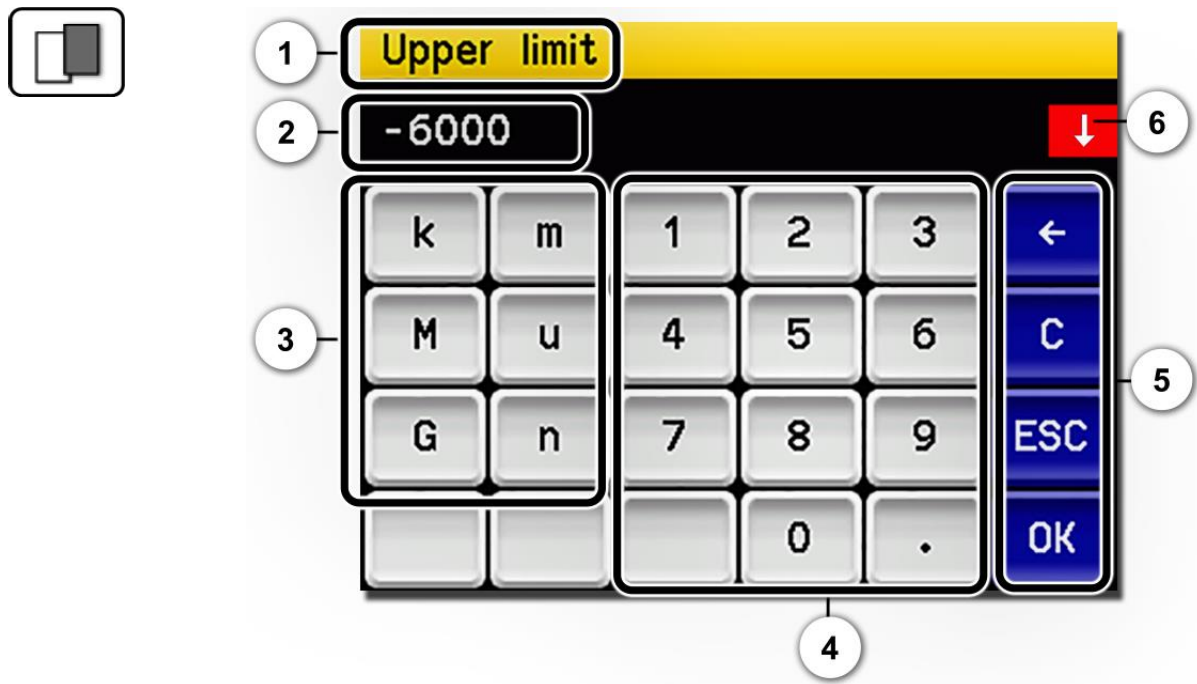 1 Upper limit
2 -6000 ↓ 6
k m 1 2 3 ←
3 M u 4 5 6 C
5
G n 7 8 9 ESC
0 . OK
4